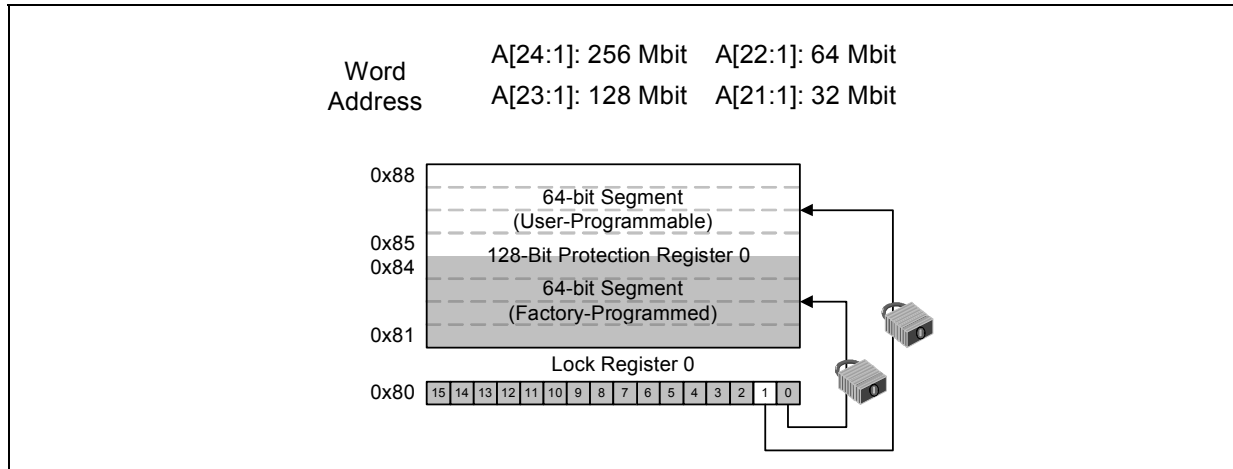 Word
Address
A[24:1]: 256 Mbit A[22:1]: 64 Mbit
A[23:1]: 128 Mbit A[21:1]: 32 Mbit
0x88
64-bit Segment
(User-Programmable)
0x85
128-Bit Protection Register 0
0x84
64-bit Segment
(Factory-Programmed)
0x81
Lock Register 0
0x80 15 14 13 12 11 10 9 8 7 6 5 4 3 2 1 0